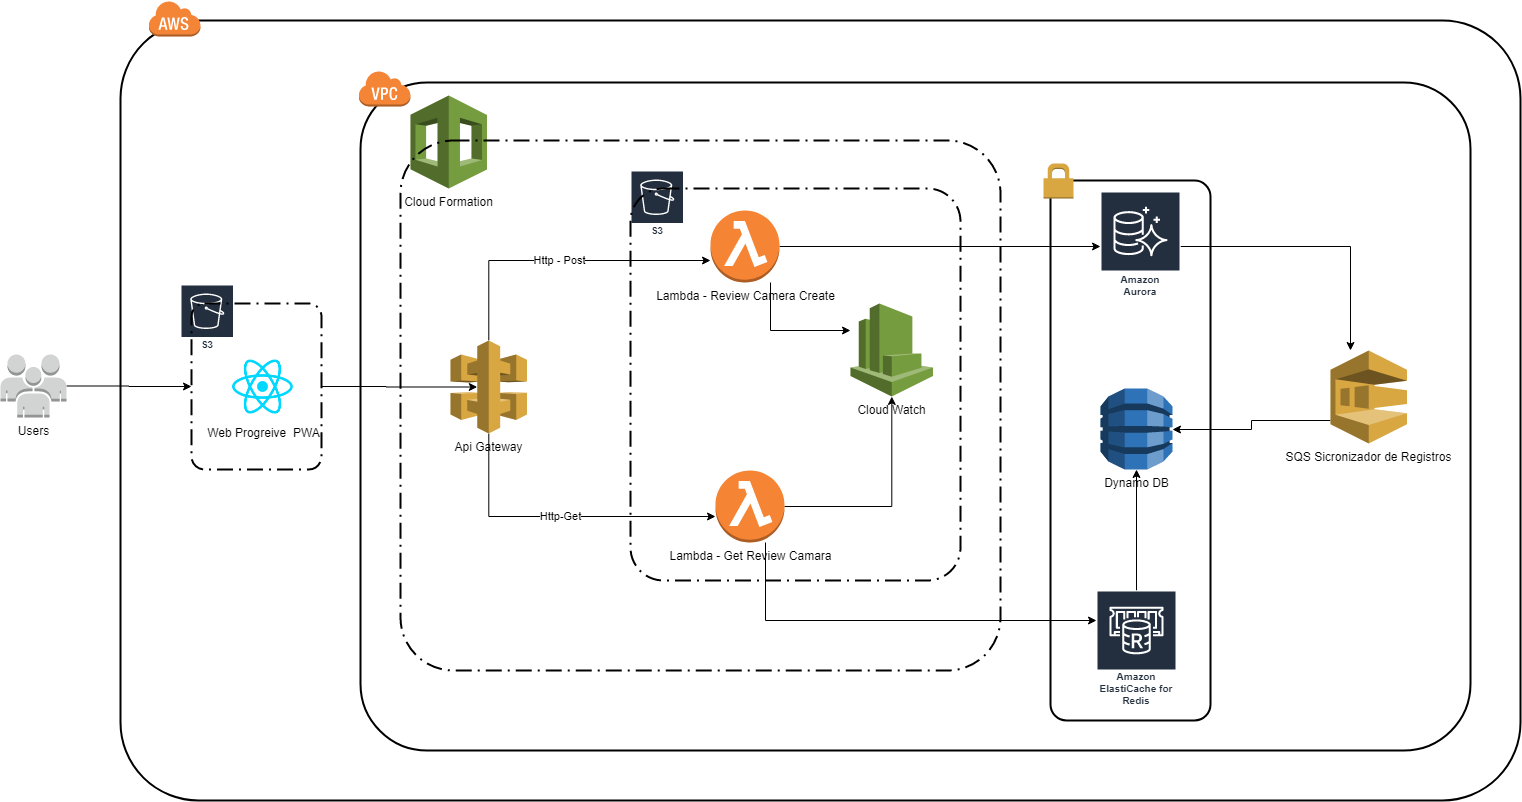 AWS
VPC
Cloud Formation
S3
Http - Post
Lambda - Review Camera Create
Amazon
Aurora
S3
Users
Web Progreive  PWA
Api Gateway
Cloud Watch
SQS Sicronizador de Registros
Dynamo DB
Http-Get
Lambda - Get Review Camara
R
Amazon
ElastiCache for
Redis